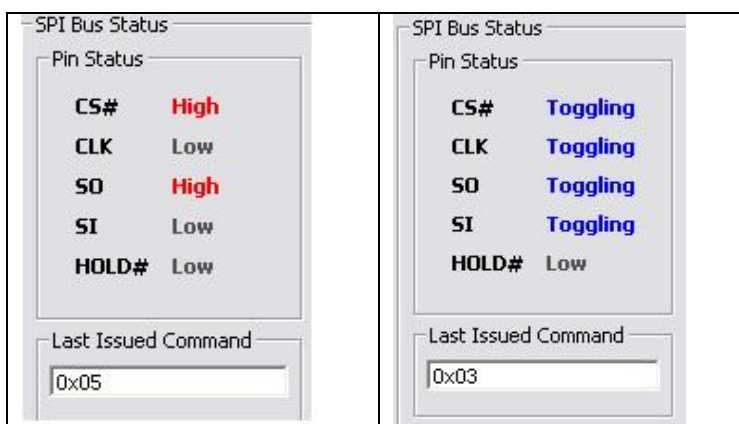 SPI Bus Status
Pin Status
CS# High
CLK Low
SO High
SI Low
HOLD# Low
Last Issued Command
0x05
SPI Bus Status
Pin Status
CS# Toggling
CLK Toggling
SO Toggling
SI Toggling
HOLD# Low
Last Issued Command
0x03